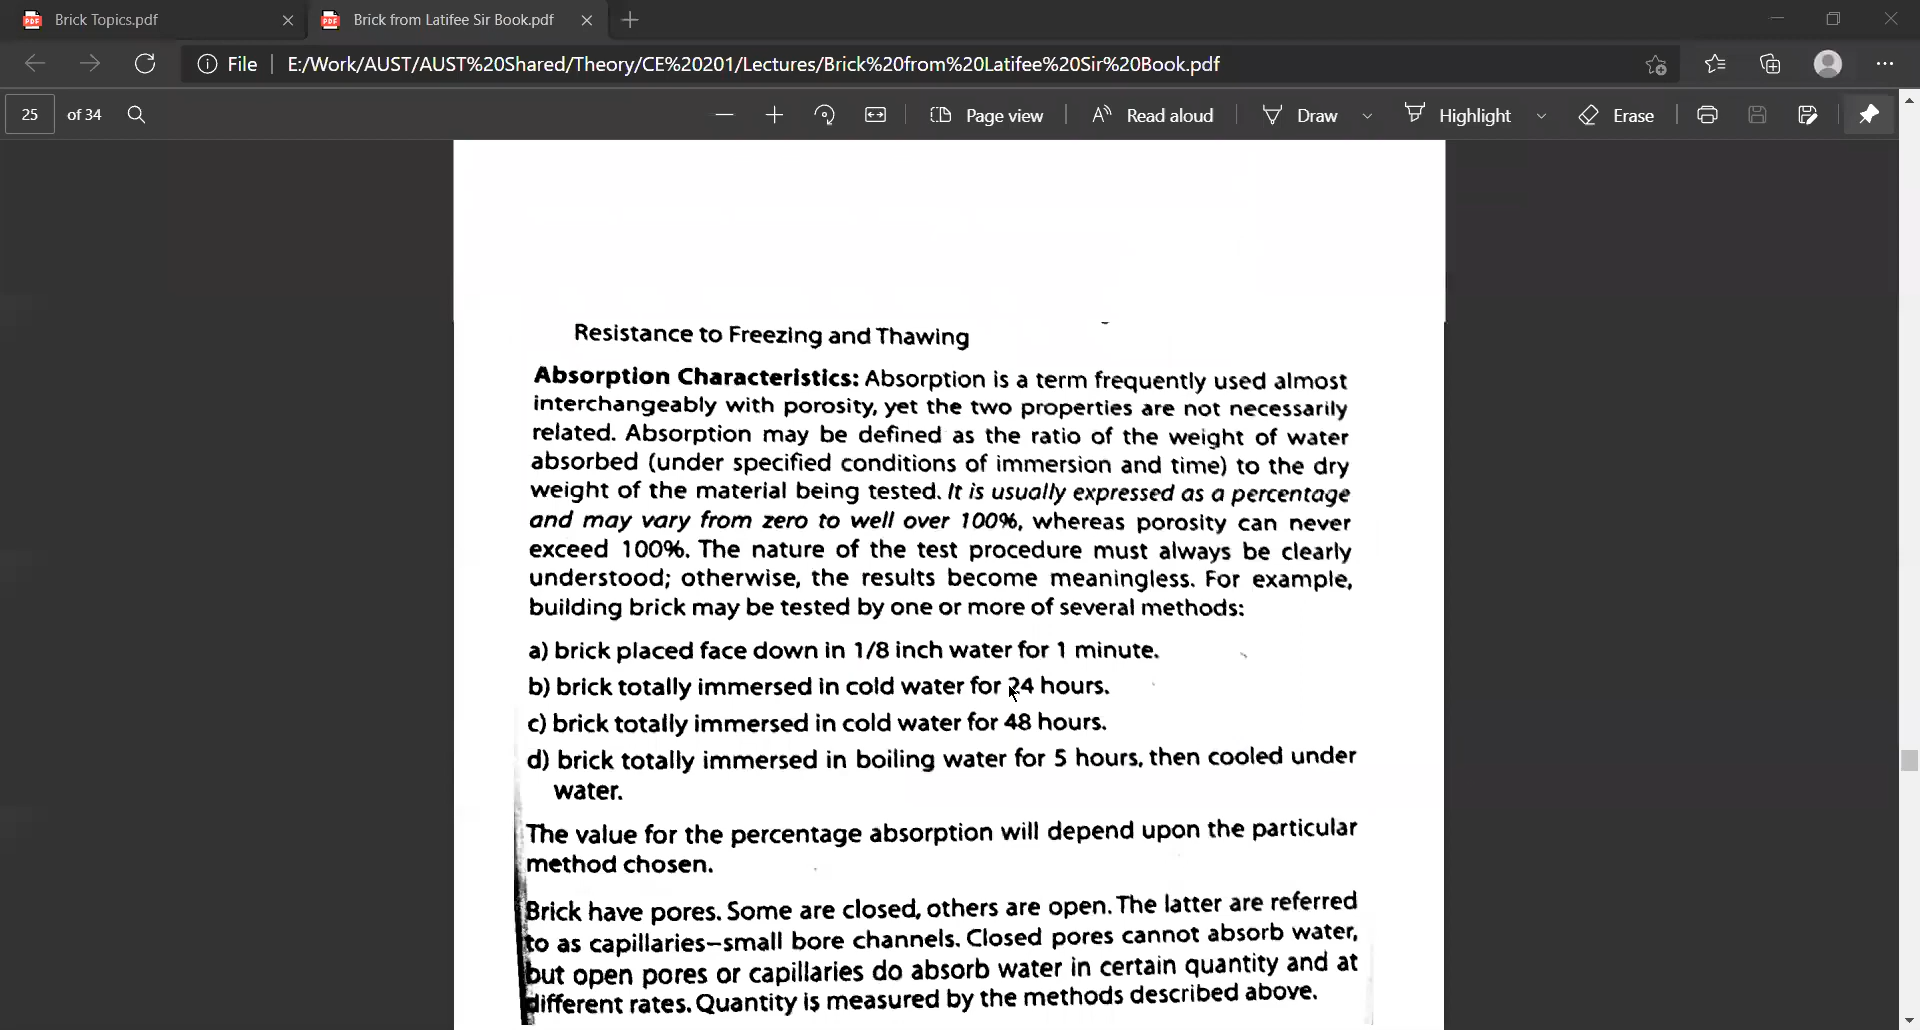 Brick Topics.pdf
Brick from Latifee Sir Book.pdf
File
E:/Work/AUST/AUST%20Shared/Theory/CE%20201/Lectures/Brick%20from%20Latifee%20Sir%20Book.pdf
25 of 34
Page view
Read aloud
Draw
Highlight
Erase
Resistance to Freezing and Thawing
Absorption Characteristics: Absorption is a term frequently used almost
interchangeably with porosity, yet the two properties are not necessarily
related. Absorption may be defined as the ratio of the weight of water
absorbed (under specified conditions of immersion and time) to the dry
weight of the material being tested. It is usually expressed as a percentage
and may vary from zero to well over 100%, whereas porosity can never
exceed 100%. The nature of the test procedure must always be clearly
understood; otherwise, the results become meaningless. For example,
building brick may be tested by one or more of several methods:
a) brick placed face down in 1/8 inch water for 1 minute.
b) brick totally immersed in cold water for 24 hours.
c) brick totally immersed in cold water for 48 hours.
d) brick totally immersed in boiling water for 5 hours, then cooled under
water.
The value for the percentage absorption will depend upon the particular
method chosen.
Brick have pores. Some are closed, others are open. The latter are referred
to as capillaries–small bore channels. Closed pores cannot absorb water,
but open pores or capillaries do absorb water in certain quantity and at
different rates. Quantity is measured by the methods described above.